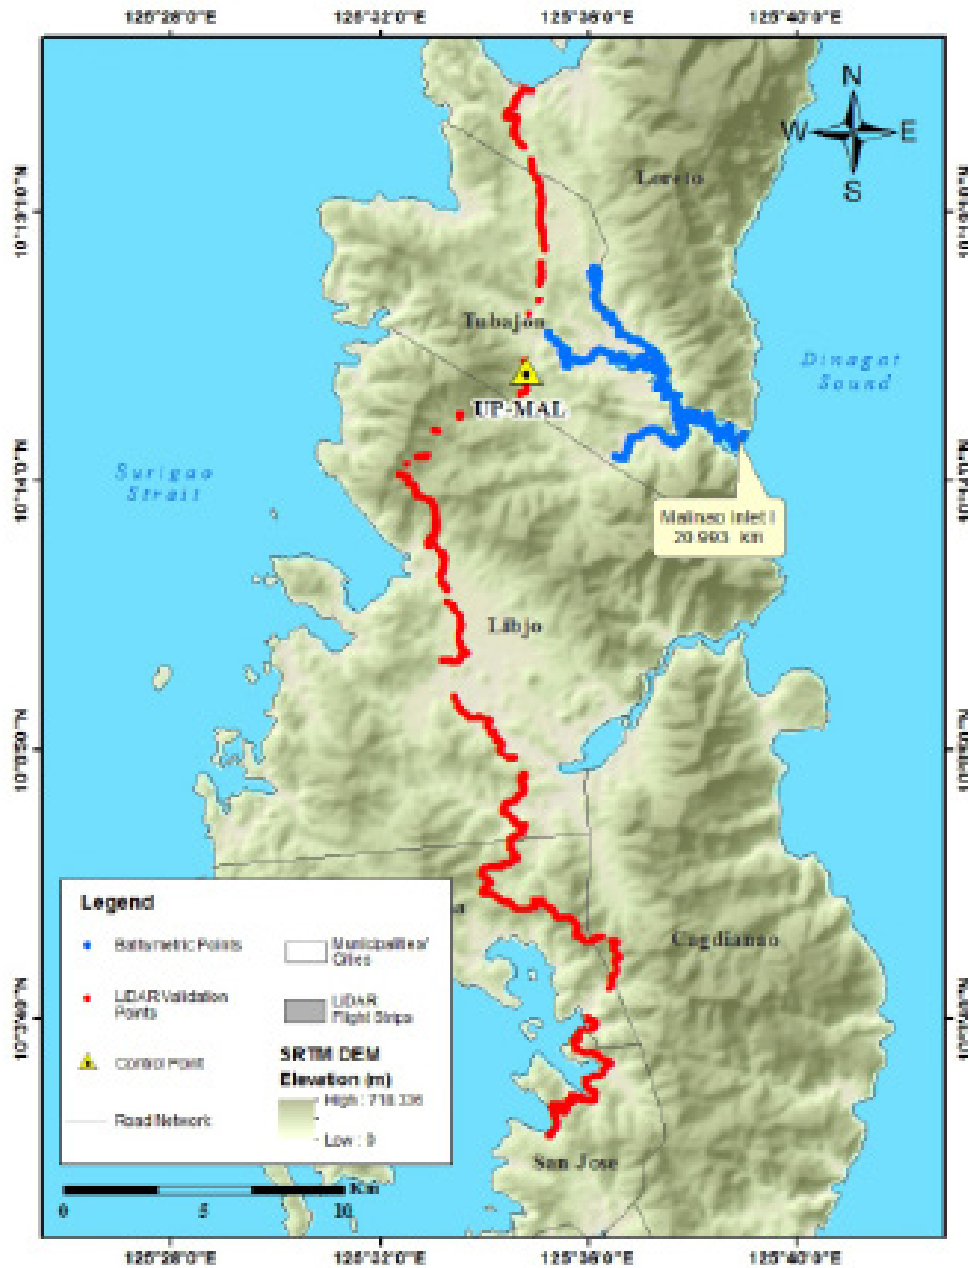 125°28'0"E 125°32'0"E 125°36'0"E 125°40'0"E
N
W E
S
Loreto
Tubajon
UP-MAL
Dinagat
Sound
Surigao
Strait
Malinao Inlet I
20.993 km
Libjo
Cagdianao
San Jose
Legend
Bathymetric Points
LiDAR Validation
Points
Control Point
Road Network
Municipalities/
Cities
LiDAR
Flight Strips
SRTM DEM
Elevation (m)
High : 718.336
Low : 0
Km
0 5 10
125°28'0"E 125°32'0"E 125°36'0"E 125°40'0"E